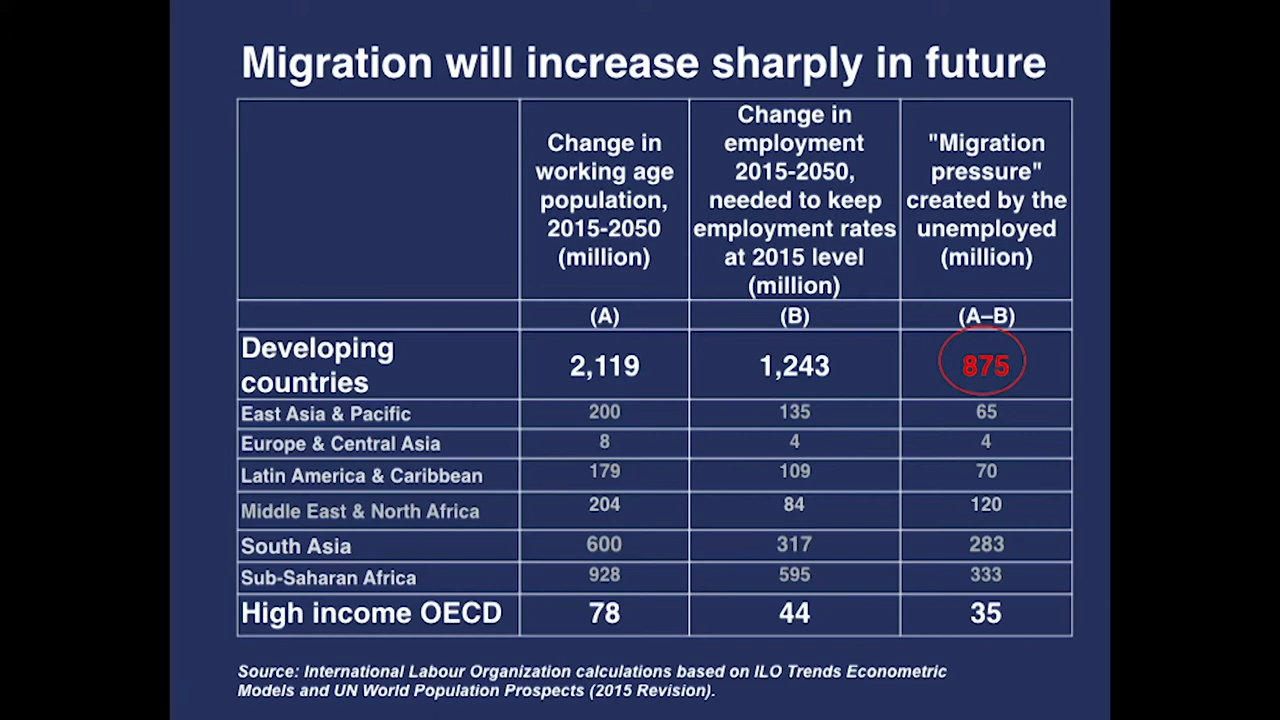 Migration will increase sharply in future
Change in
working age
population,
2015-2050
(million)
Change in
employment
2015-2050,
needed to keep
employment rates
at 2015 level
(million)
"Migration
pressure"
created by the
unemployed
(million)
(A)
(B)
(A–B)
Developing
countries
2,119
1,243
875
East Asia & Pacific
200
135
65
Europe & Central Asia
8
4
4
Latin America & Caribbean
179
109
70
Middle East & North Africa
204
84
120
South Asia
600
317
283
Sub-Saharan Africa
928
595
333
High income OECD
78
44
35
Source: International Labour Organization calculations based on ILO Trends Econometric
Models and UN World Population Prospects (2015 Revision).